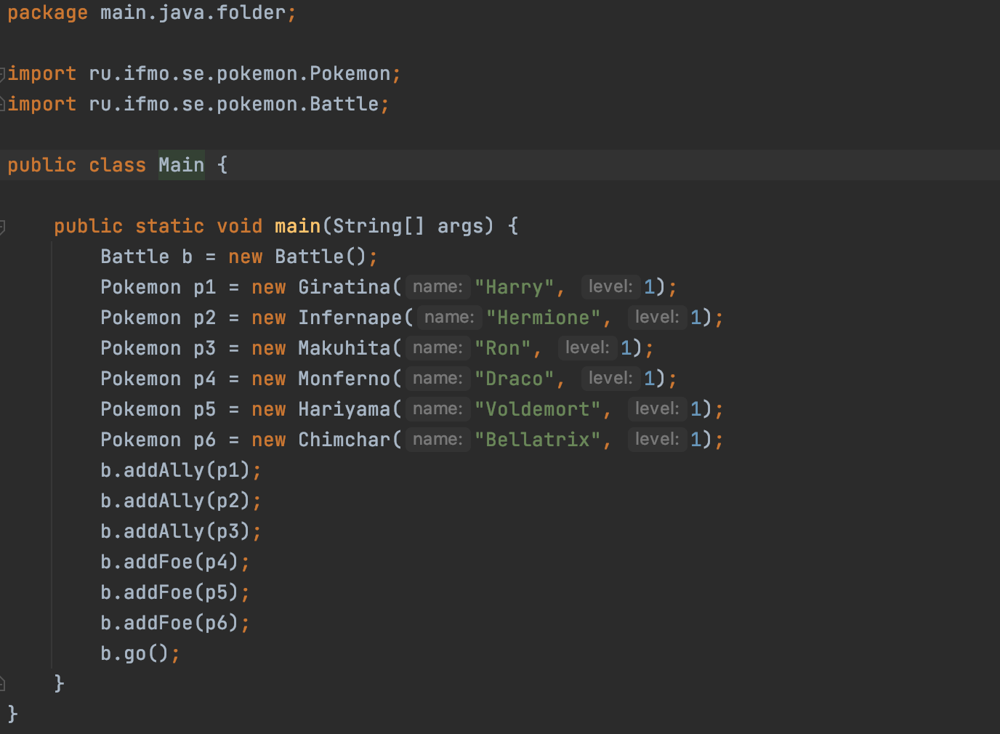 package main.java.folder;
import ru.ifmo.se.pokemon.Pokemon;
import ru.ifmo.se.pokemon.Battle;
public class Main {
public static void main(String[] args) {
Battle b = new Battle();
Pokemon p1 = new Giratina( name: "Harry", level: 1);
Pokemon p2 = new Infernape( name: "Hermione", level: 1);
Pokemon p3 = new Makuhita( name: "Ron", level: 1);
Pokemon p4 = new Monferno( name: "Draco", level: 1);
Pokemon p5 = new Hariyama( name: "Voldemort", level: 1);
Pokemon p6 = new Chimchar( name: "Bellatrix", level: 1);
b.addAlly(p1);
b.addAlly(p2);
b.addAlly(p3);
b.addFoe(p4);
b.addFoe(p5);
b.addFoe(p6);
b.go();
}
}